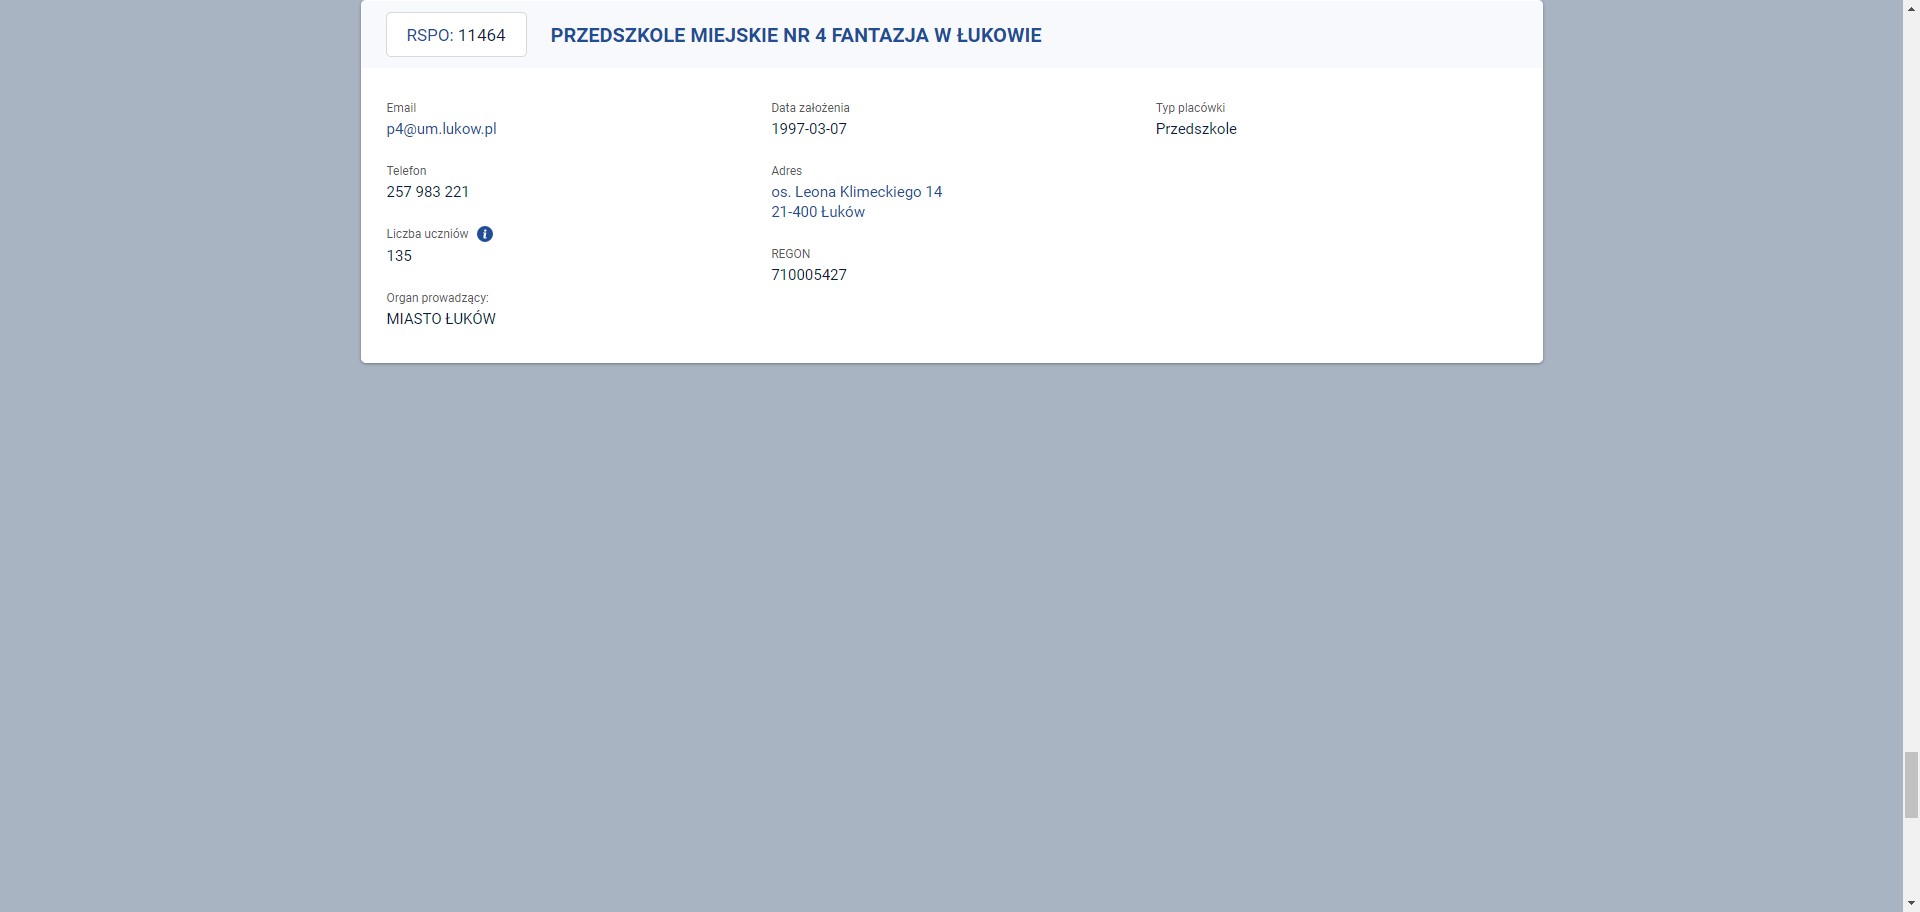 RSPO: 11464
PRZEDSZKOLE MIEJSKIE NR 4 FANTAZJA W ŁUKOWIE
Email
p4@um.lukow.pl
Telefon
257 983 221
Liczba uczniów
135
Organ prowadzący:
MIASTO ŁUKÓW
Data założenia
1997-03-07
Adres
os. Leona Klimeckiego 14
21-400 Łuków
REGON
710005427
Typ placówki
Przedszkole